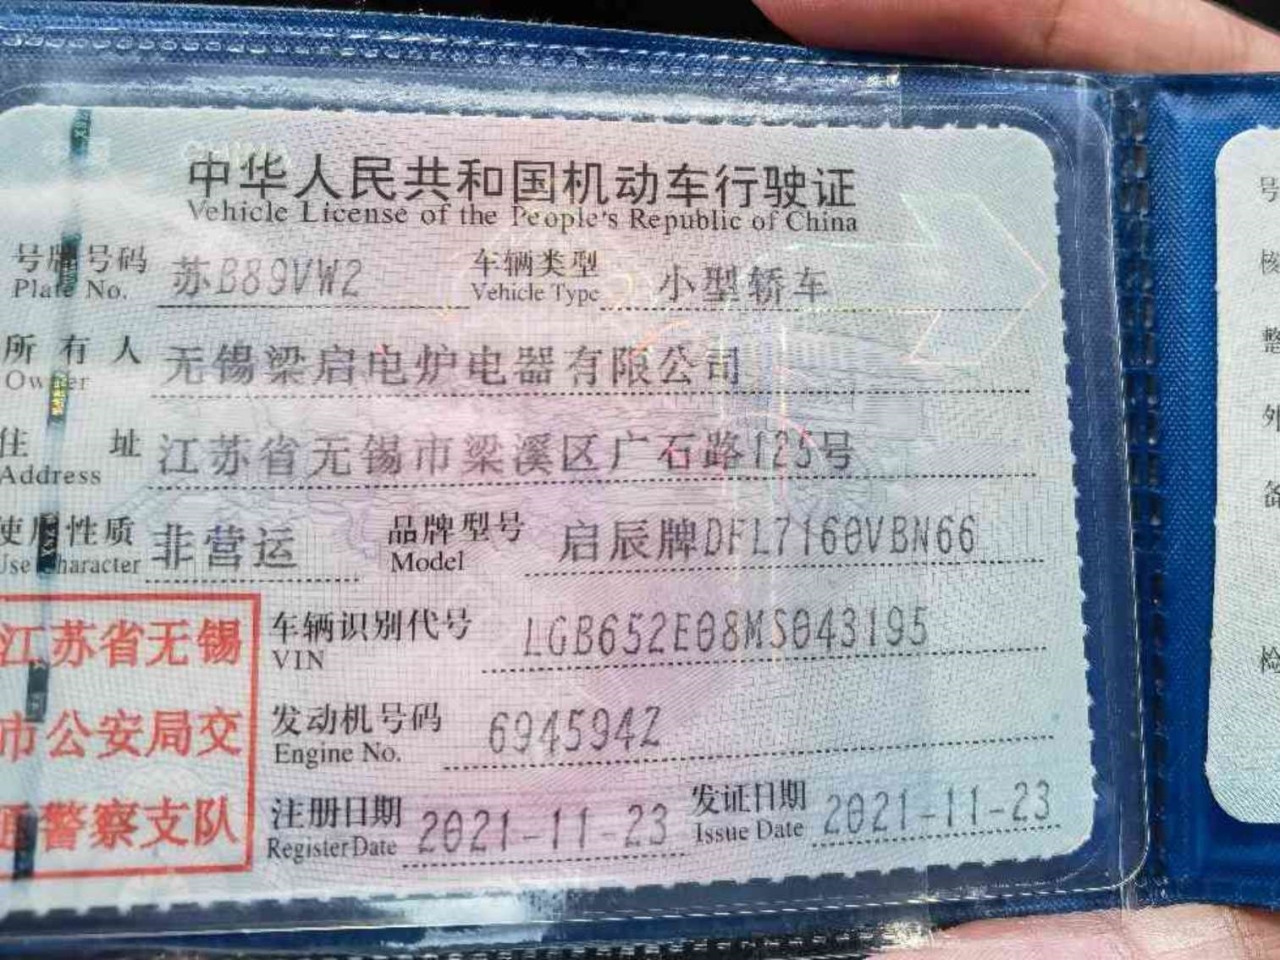 中华人民共和国机动车行驶证
Vehicle License of the People's Republic of China
号牌号码 苏B89VW2 车辆类型 小型轿车
Plate No. Vehicle Type
所有人 无锡梁启电炉电器有限公司
Owner
住址 江苏省无锡市梁溪区广石路125号
Address
使用性质 非营运 品牌型号 启辰牌DFL7160VBN66
Use Character Model
江苏省无锡
市公安局交
通警察支队
车辆识别代号 LGB652E08MS043195
VIN
发动机号码 694594Z
Engine No.
注册日期 2021-11-23 发证日期 2021-11-23
Register Date Issue Date
号
核
整
外
备
检